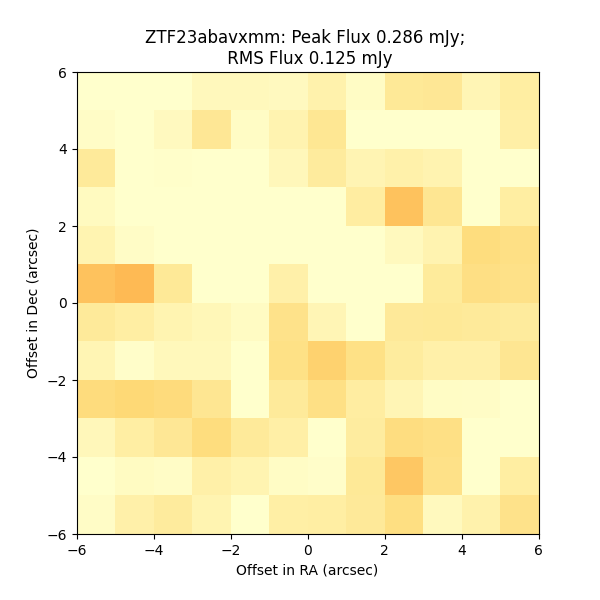 ZTF23abavxmm: Peak Flux 0.286 mJy;
RMS Flux 0.125 mJy
6
4
2
0
−2
−4
−6
Offset in Dec (arcsec)
−6 −4 −2 0 2 4 6
Offset in RA (arcsec)